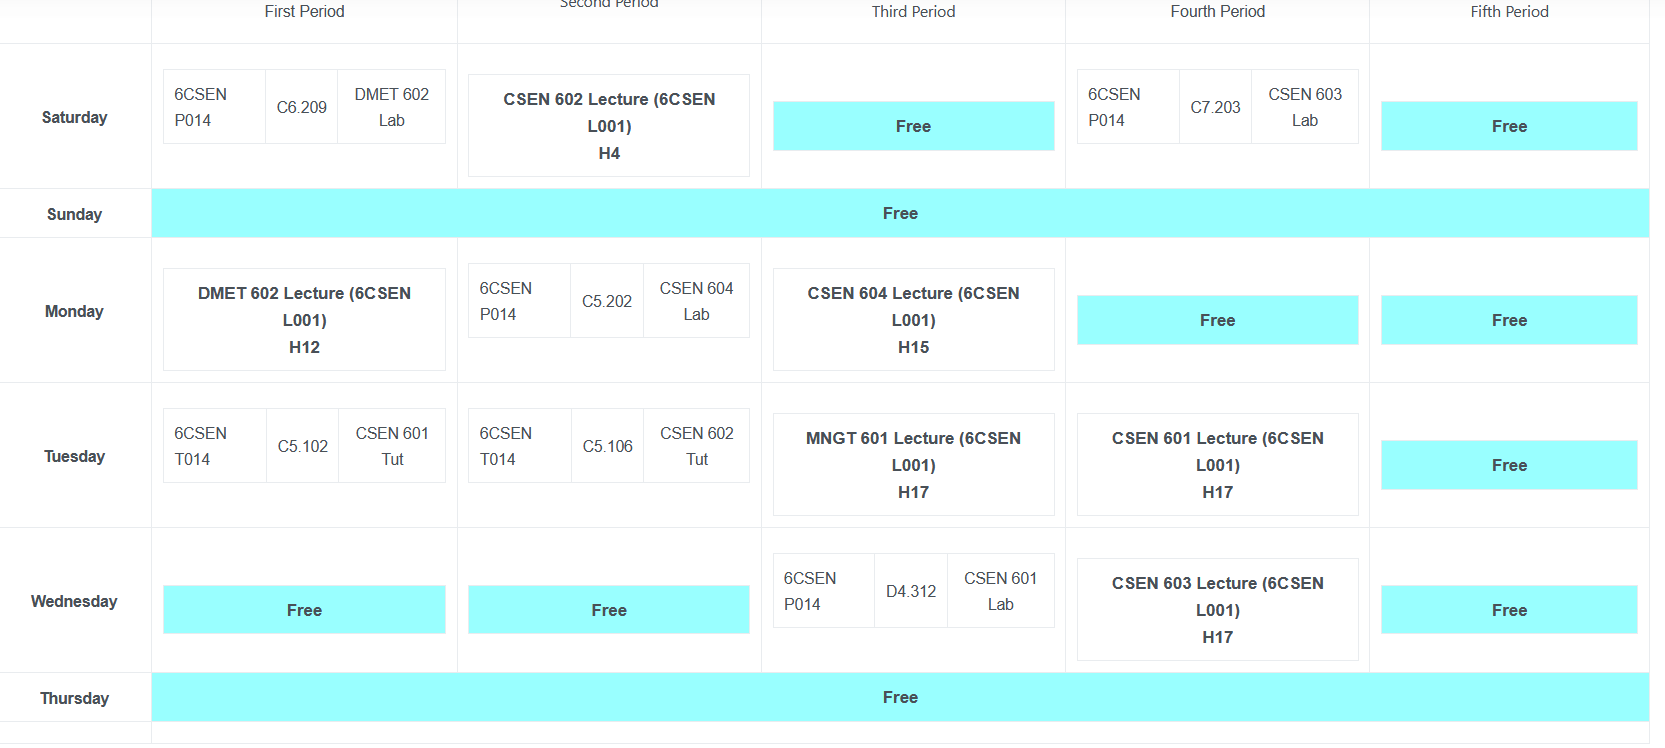 First Period
Second Period
Third Period
Fourth Period
Fifth Period
Saturday
6CSEN
P014
C6.209
DMET 602
Lab
CSEN 602 Lecture (6CSEN
L001)
H4
Free
6CSEN
P014
C7.203
CSEN 603
Lab
Free
Sunday
Free
Monday
DMET 602 Lecture (6CSEN
L001)
H12
6CSEN
P014
C5.202
CSEN 604
Lab
CSEN 604 Lecture (6CSEN
L001)
H15
Free
Free
Tuesday
6CSEN
T014
C5.102
CSEN 601
Tut
6CSEN
T014
C5.106
CSEN 602
Tut
MNGT 601 Lecture (6CSEN
L001)
H17
CSEN 601 Lecture (6CSEN
L001)
H17
Free
Wednesday
Free
Free
6CSEN
P014
D4.312
CSEN 601
Lab
CSEN 603 Lecture (6CSEN
L001)
H17
Free
Thursday
Free